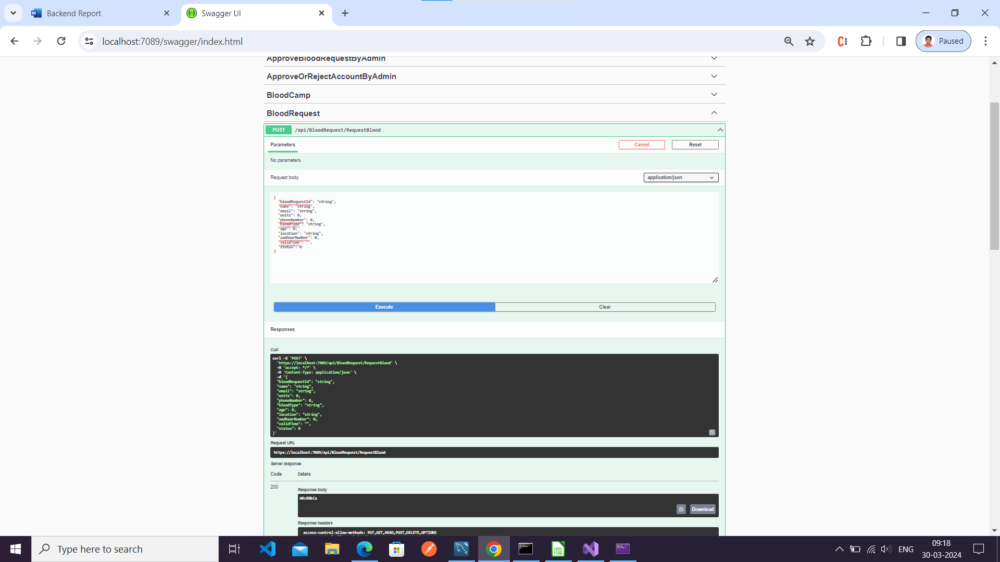 Backend Report
Swagger UI
localhost:7089/swagger/index.html
Paused
ApproveBloodRequestByAdmin
ApproveOrRejectAccountByAdmin
BloodCamp
BloodRequest
POST /api/BloodRequest/RequestBlood
Parameters
Cancel
Reset
No parameters
Request body
application/json
{
"bloodRequestId": "string",
"name": "string",
"email": "string",
"units": 0,
"phoneNumber": 0,
"bloodType": "string",
"age": 0,
"location": "string",
"aadhaarNumber": 0,
"validTime": "",
"status": 0
}
Execute
Clear
Responses
Curl
curl -X 'POST' \
'https://localhost:7089/api/BloodRequest/RequestBlood' \
-H 'accept: */*' \
-H 'Content-Type: application/json' \
-d '{
"bloodRequestId": "string",
"name": "string",
"email": "string",
"units": 0,
"phoneNumber": 0,
"bloodType": "string",
"age": 0,
"location": "string",
"aadhaarNumber": 0,
"validTime": "",
"status": 0
}'
Request URL
https://localhost:7089/api/BloodRequest/RequestBlood
Server response
Code Details
200
Response body
WRcKBkCa
Download
Response headers
access-control-allow-methods: PUT,GET,HEAD,POST,DELETE,OPTIONS
Type here to search
ENG
09:18
30-03-2024